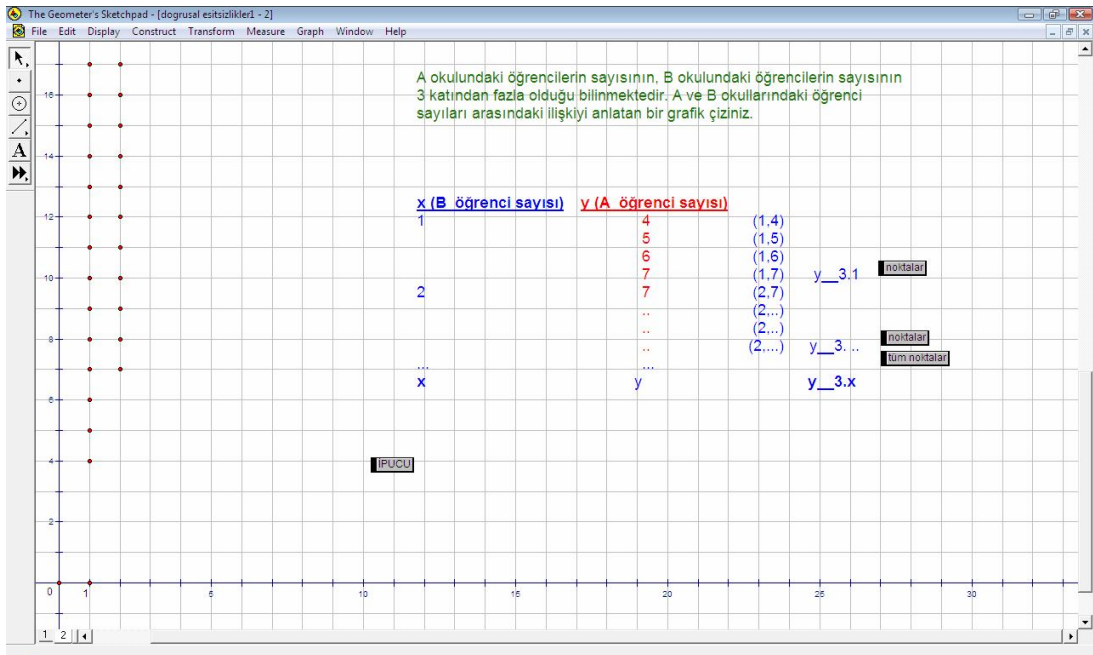 The Geometer's Sketchpad - [dogrusal esitsizlikler1 - 2]
File Edit Display Construct Transform Measure Graph Window Help
A okulundaki öğrencilerin sayısının, B okulundaki öğrencilerin sayısının
3 katından fazla olduğu bilinmektedir. A ve B okullarındaki öğrenci
sayıları arasındaki ilişkiyi anlatan bir grafik çiziniz.
x (B öğrenci sayısı) y (A öğrenci sayısı)
1 4 (1,4)
5 (1,5)
6 (1,6)
7 (1,7) y__3.1 noktalar
2 7 (2,7)
.. (2,..)
.. (2,...) noktalar
.. (2,...) y__3. ..
tüm noktalar
... ...
x y y__3.x
İPUCU
16
14
12
10
8
6
4
2
0 1 5 10 15 20 25 30
A
1 2